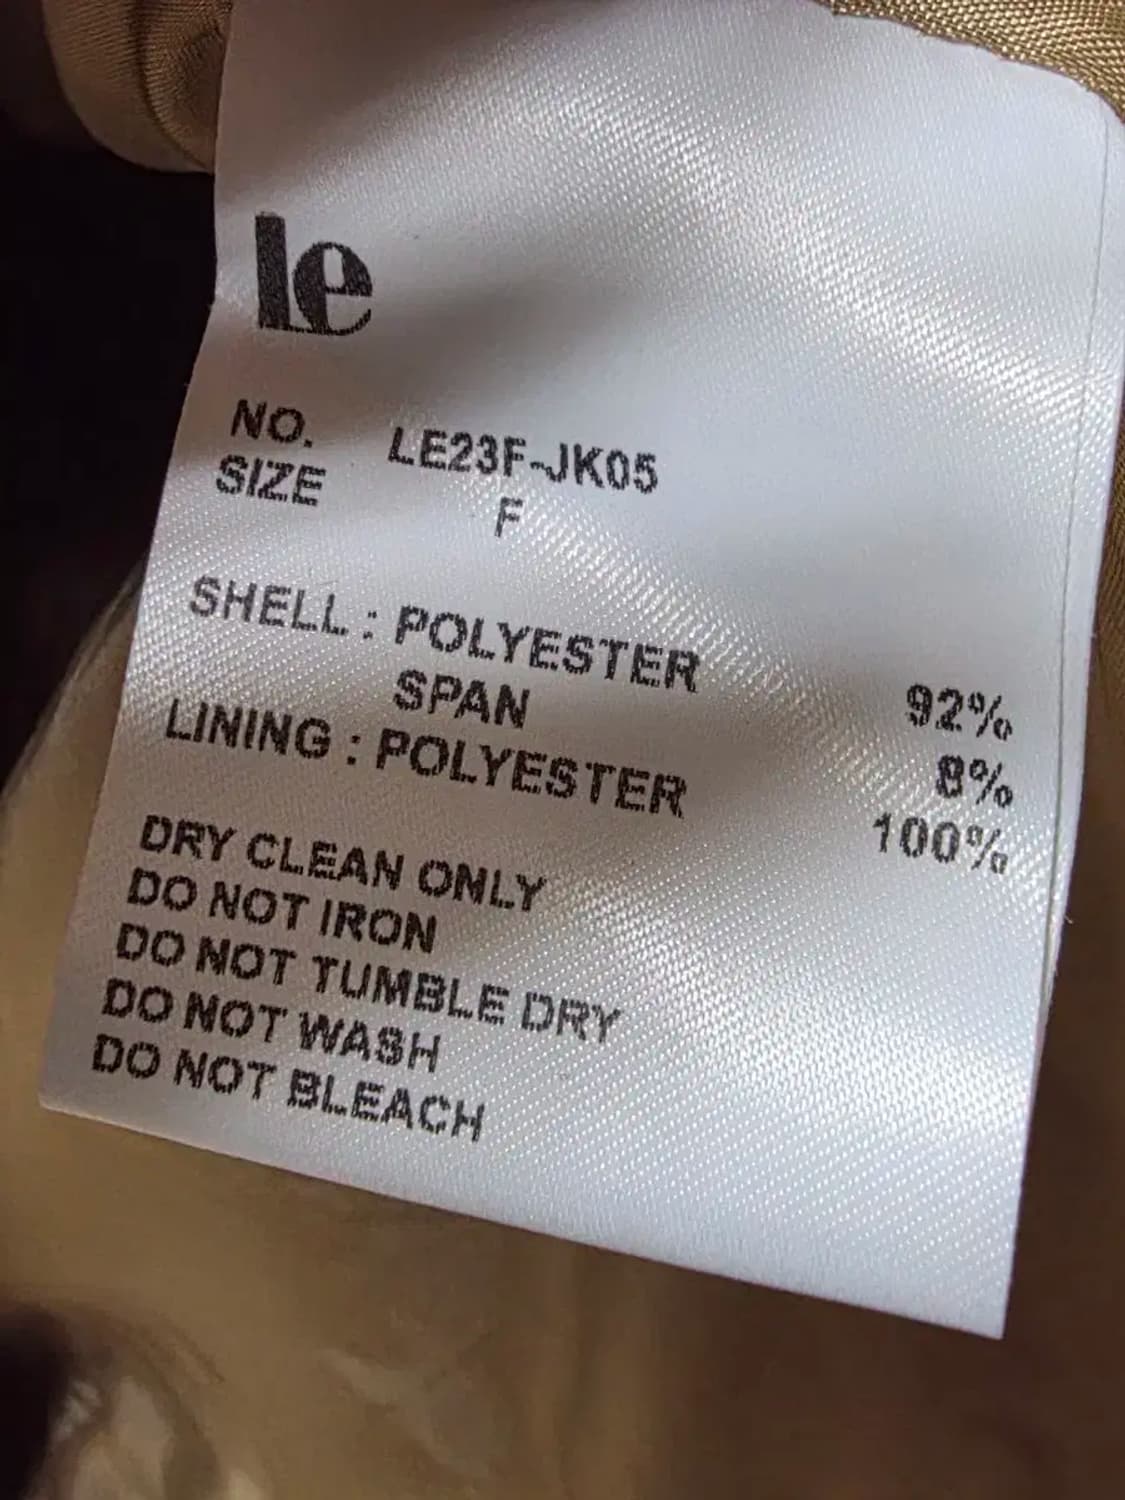 le
NO. LE23F-JK05
SIZE F
SHELL : POLYESTER 92%
SPAN 8%
LINING : POLYESTER 100%
DRY CLEAN ONLY
DO NOT IRON
DO NOT TUMBLE DRY
DO NOT WASH
DO NOT BLEACH